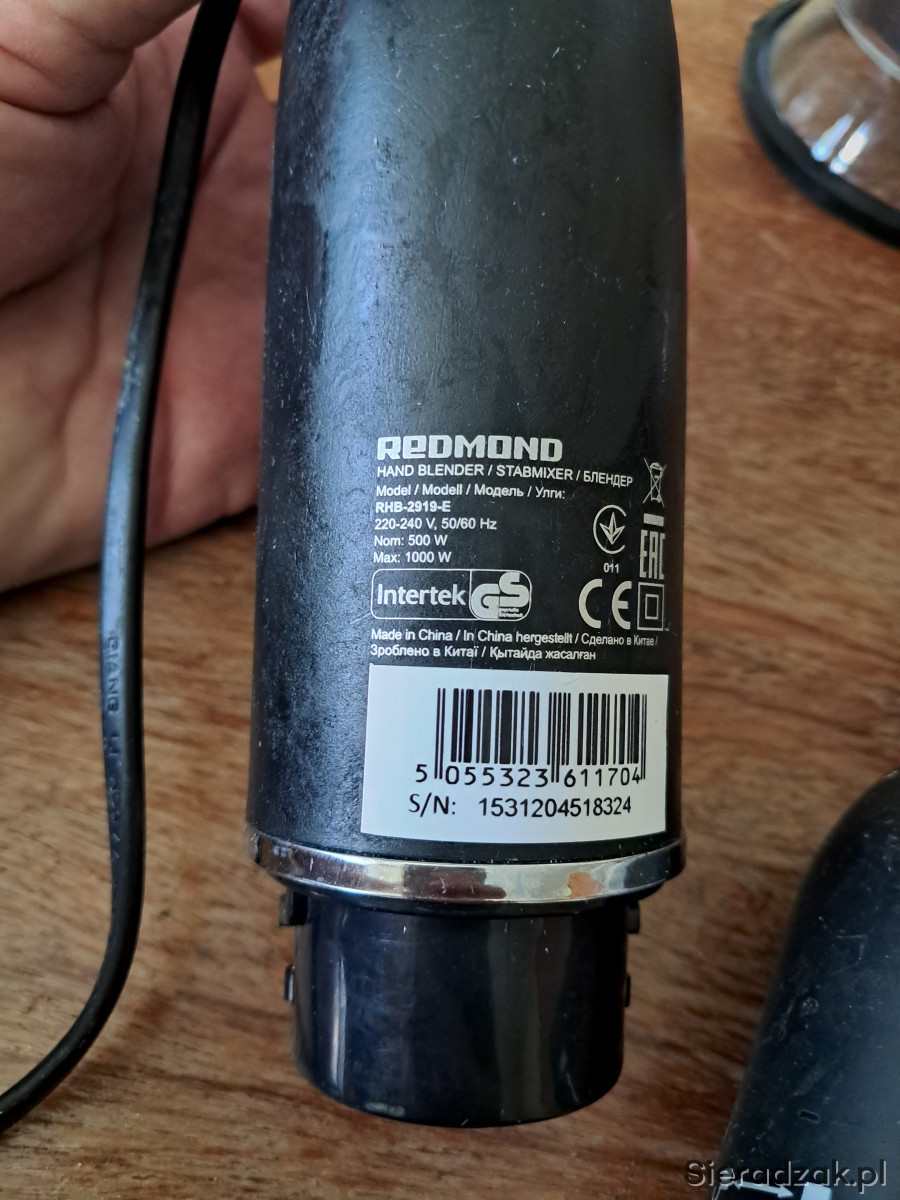 REDMOND
HAND BLENDER / STABMIXER / БЛЕНДЕР
Model / Modell / Модель / Улгі:
RHB-2919-E
220-240 V, 50/60 Hz
Nom: 500 W
Max: 1000 W
011
EAC
Intertek GS
CE
Made in China / In China hergestellt / Сделано в Китае /
Зроблено в Китаї / Қытайда жасалған
5 055323 611704
S/N: 1531204518324
Sieradzak.pl